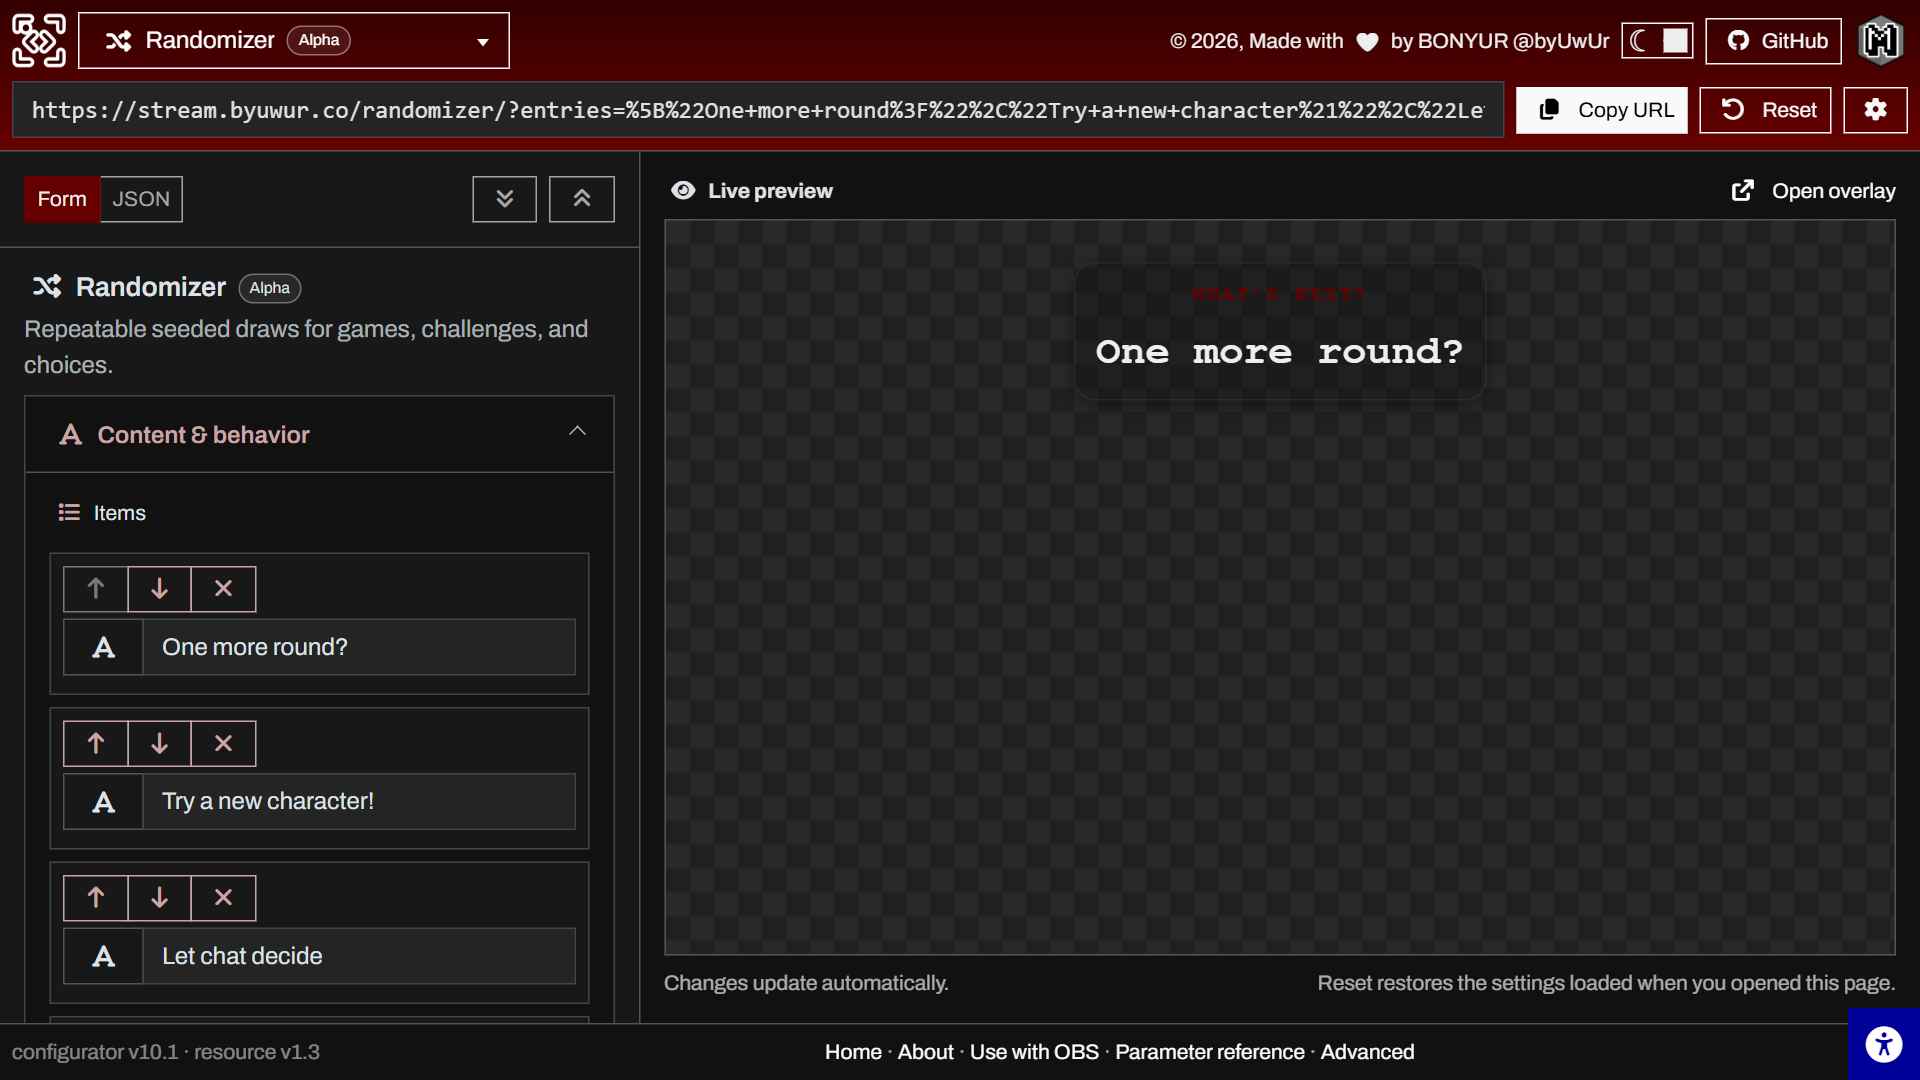 Randomizer Alpha
© 2026, Made with by BONYUR @byUwUr
GitHub
https://stream.byuwur.co/randomizer/?entries=%5B%22One+more+round%3F%22%2C%22Try+a+new+character%21%22%2C%22Le
Copy URL
Reset
Form
JSON
Live preview
Open overlay
Randomizer Alpha
Repeatable seeded draws for games, challenges, and
choices.
Content & behavior
Items
One more round?
Try a new character!
Let chat decide
WHAT'S NEXT?
One more round?
Changes update automatically.
Reset restores the settings loaded when you opened this page.
configurator v10.1 · resource v1.3
Home · About · Use with OBS · Parameter reference · Advanced